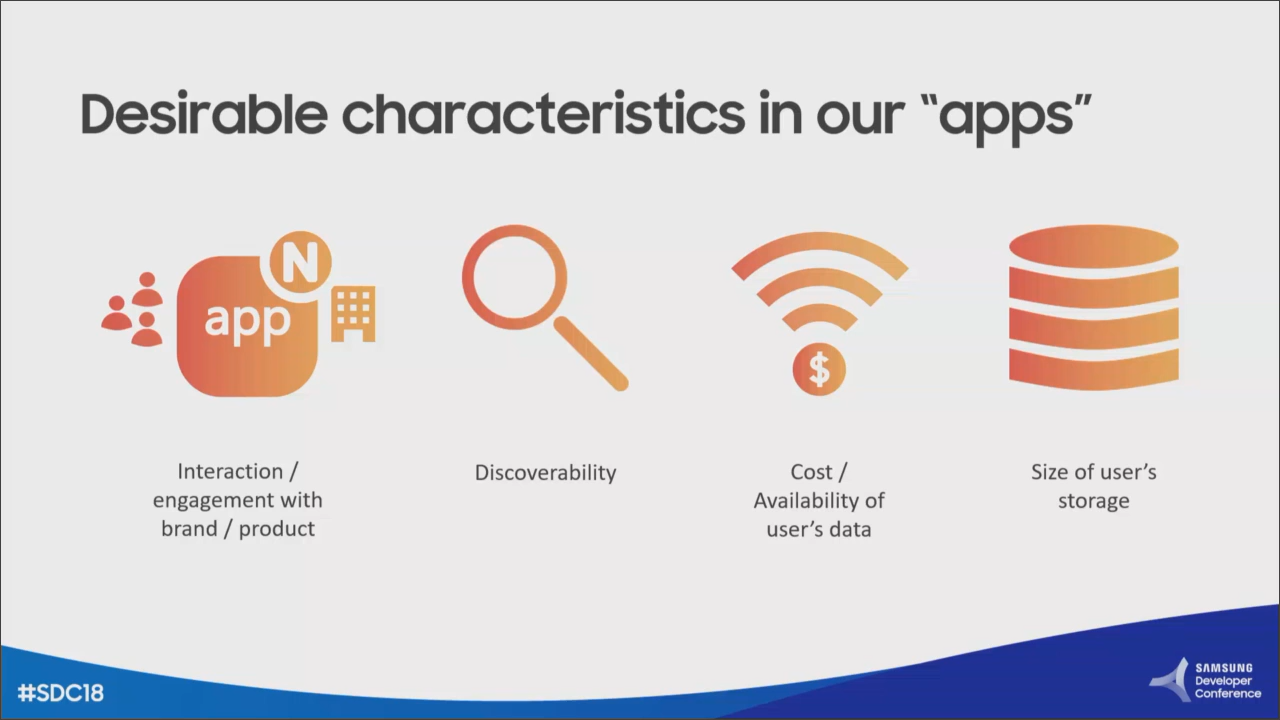 Desirable characteristics in our “apps”
N
app
$
Interaction /
engagement with
brand / product
Discoverability
Cost /
Availability of
user’s data
Size of user’s
storage
#SDC18
SAMSUNG
Developer
Conference